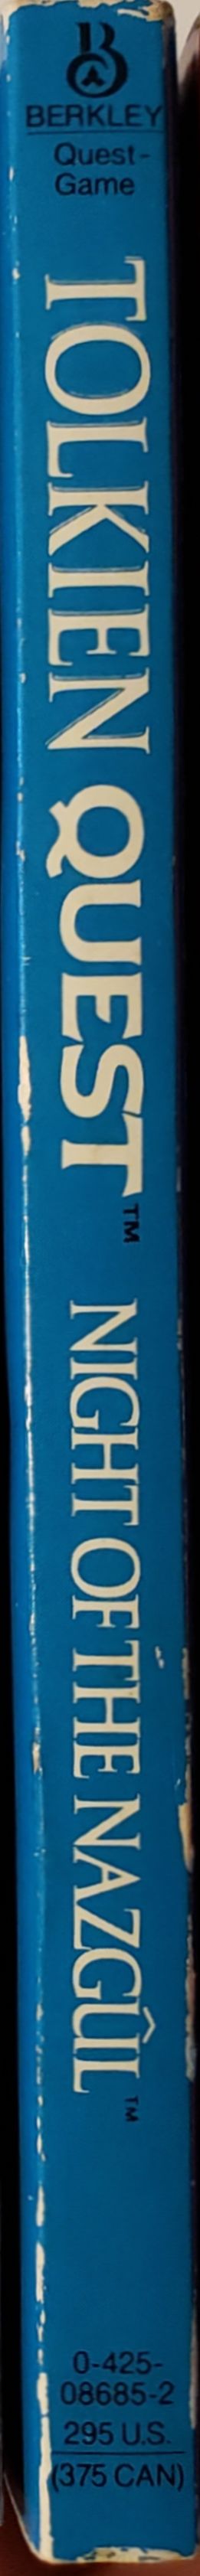 B
BERKLEY
Quest-
Game
TOLKIEN QUEST™ NIGHT OF THE NAZGÛL™
0-425-
08685-2
295 U.S.
(375 CAN)